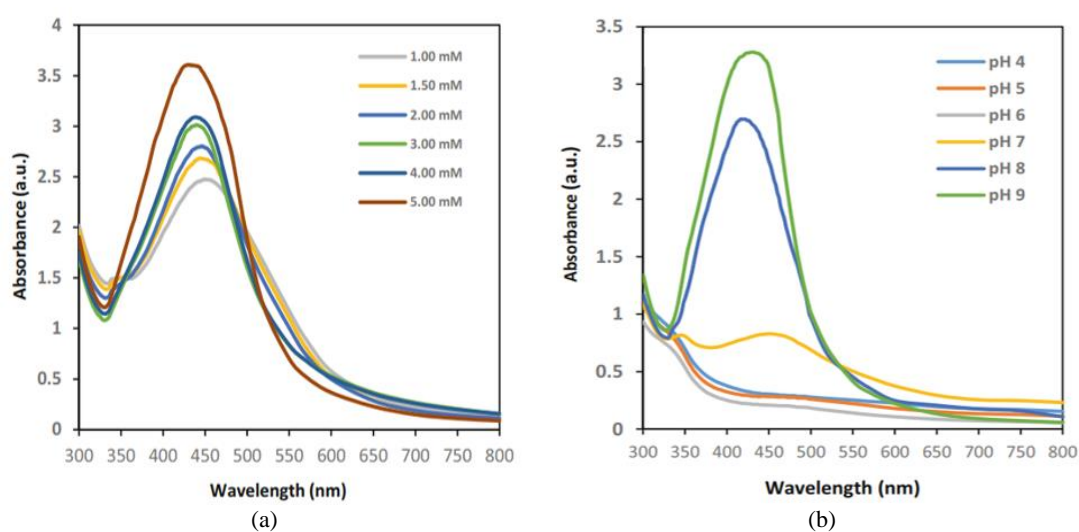 4
3.5
3
2.5
2
1.5
1
0.5
0
Absorbance (a.u.)
300 350 400 450 500 550 600 650 700 750 800
Wavelength (nm)
1.00 mM
1.50 mM
2.00 mM
3.00 mM
4.00 mM
5.00 mM
(a)
3.5
3
2.5
2
1.5
1
0.5
0
Absorbance (a.u.)
300 350 400 450 500 550 600 650 700 750 800
Wavelength (nm)
pH 4
pH 5
pH 6
pH 7
pH 8
pH 9
(b)